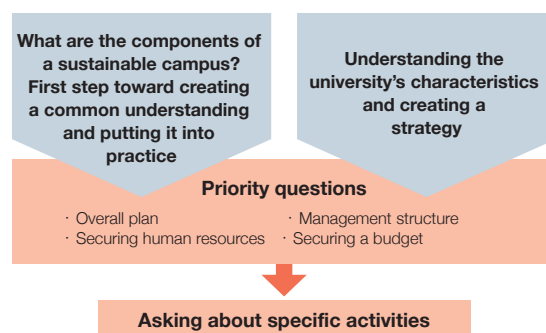 What are the components of
a sustainable campus?
First step toward creating
a common understanding
and putting it into
practice
Understanding the
university's characteristics
and creating a
strategy
Priority questions
· Overall plan
· Management structure
· Securing human resources
· Securing a budget
Asking about specific activities